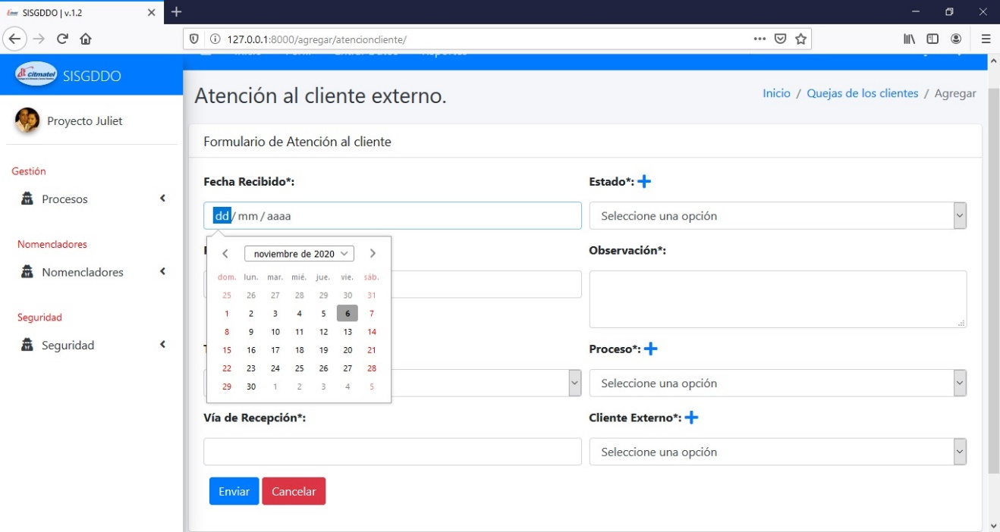 SISGDDO | v.1.2
127.0.0.1:8000/agregar/atencioncliente/
citmatel
SISGDDO
Proyecto Juliet
Gestión
Procesos
Nomencladores
Nomencladores
Seguridad
Seguridad
Atención al cliente externo.
Inicio / Quejas de los clientes / Agregar
Formulario de Atención al cliente
Fecha Recibido*:
Estado*:
dd / mm / aaaa
Seleccione una opción
Observación*:
noviembre de 2020
dom. lun. mar. mié. jue. vie. sáb.
25 26 27 28 29 30 31
1 2 3 4 5 6 7
8 9 10 11 12 13 14
15 16 17 18 19 20 21
22 23 24 25 26 27 28
29 30 1 2 3 4 5
Proceso*:
Seleccione una opción
Vía de Recepción*:
Cliente Externo*:
Seleccione una opción
Enviar
Cancelar